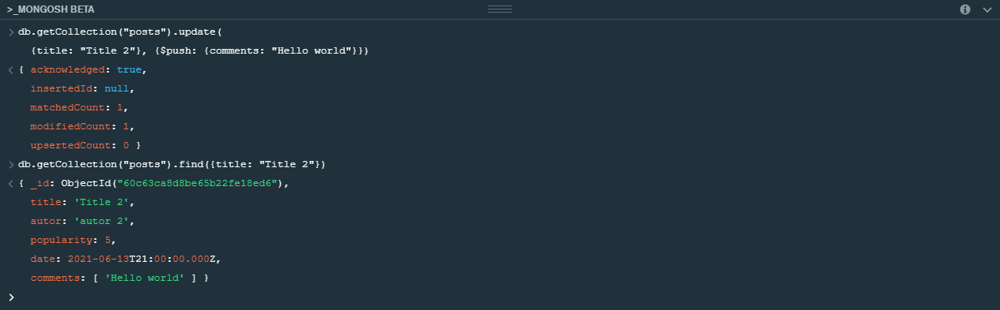 >_MONGOSH BETA
> db.getCollection("posts").update(
{title: "Title 2"}, {$push: {comments: "Hello world"}})
< { acknowledged: true,
insertedId: null,
matchedCount: 1,
modifiedCount: 1,
upsertedCount: 0 }
> db.getCollection("posts").find({title: "Title 2"})
< { _id: ObjectId("60c63ca8d8be65b22fe18ed6"),
title: 'Title 2',
autor: 'autor 2',
popularity: 5,
date: 2021-06-13T21:00:00.000Z,
comments: [ 'Hello world' ] }
>